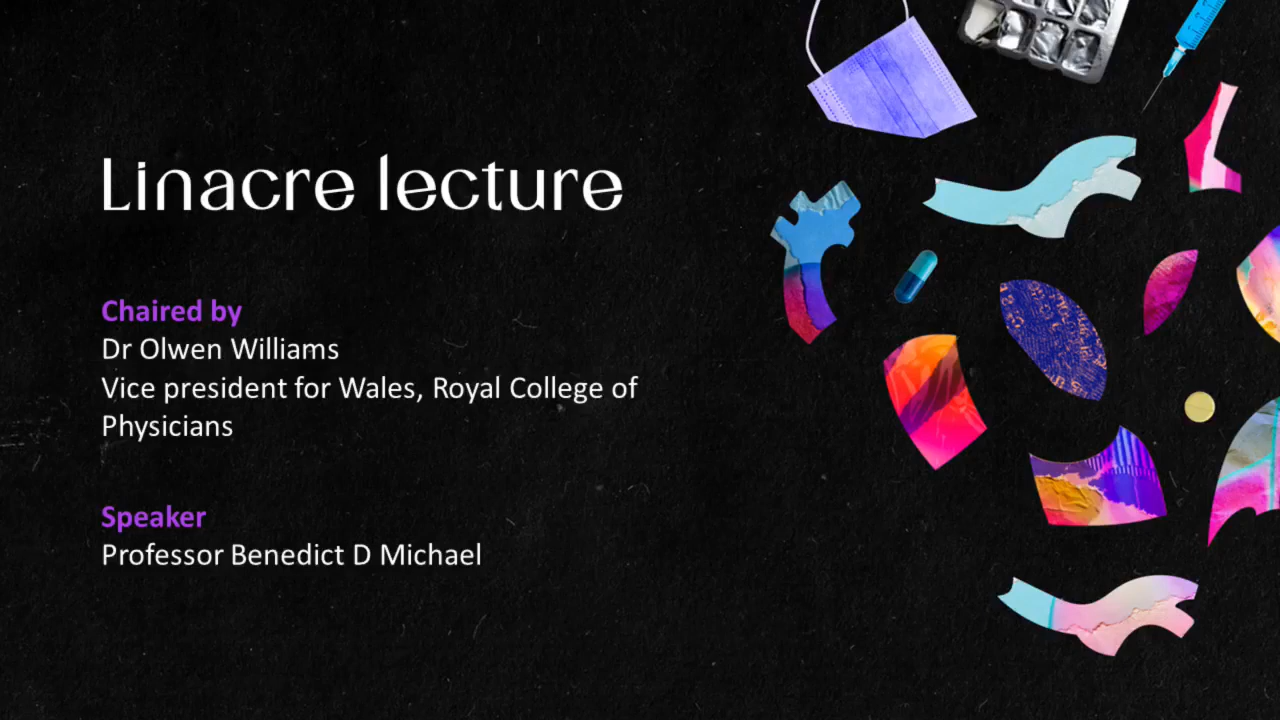 Linacre lecture
Chaired by
Dr Olwen Williams
Vice president for Wales, Royal College of
Physicians
Speaker
Professor Benedict D Michael